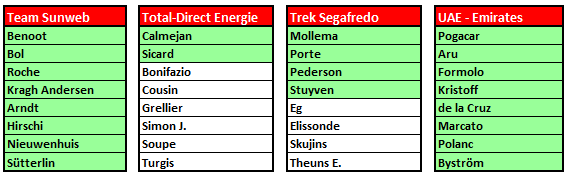 Team Sunweb Total-Direct Energie Trek Segafredo UAE - Emirates
Benoot Calmejan Mollema Pogacar
Bol Sicard Porte Aru
Roche Bonifazio Pederson Formolo
Kragh Andersen Cousin Stuyven Kristoff
Arndt Grellier Eg de la Cruz
Hirschi Simon J. Elissonde Marcato
Nieuwenhuis Soupe Skujins Polanc
Sütterlin Turgis Theuns E. Byström